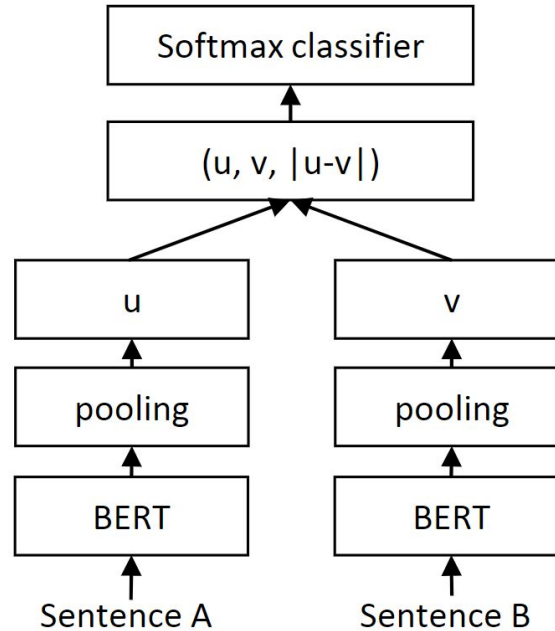 Softmax classifier
(u, v, |u-v|)
u
v
pooling
pooling
BERT
BERT
Sentence A
Sentence B